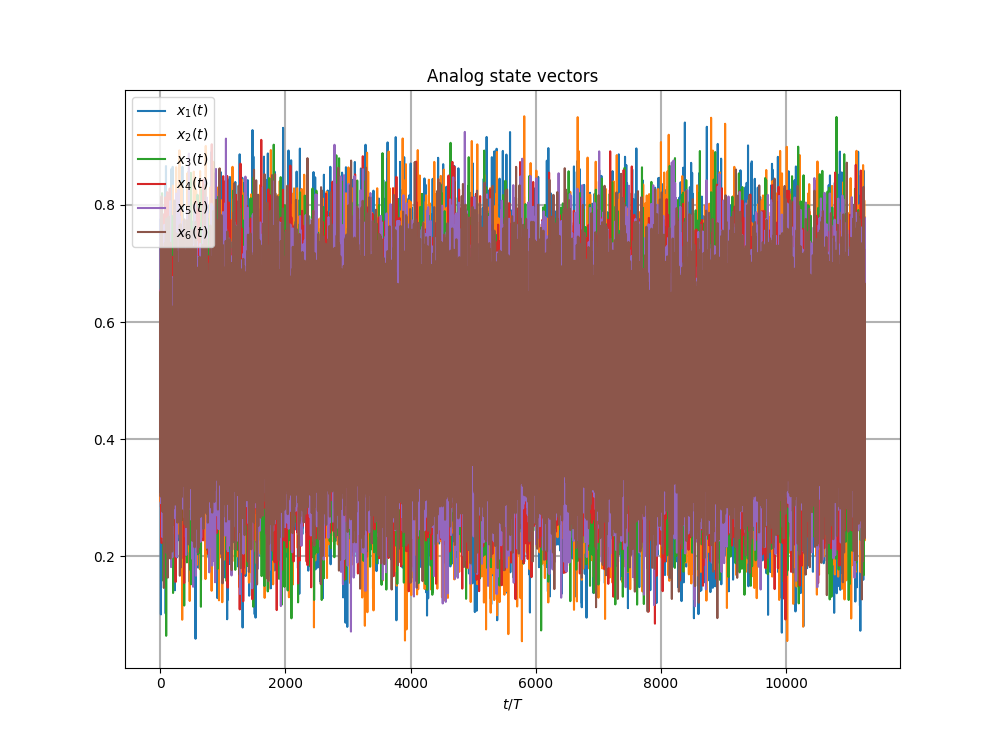 Analog state vectors
x₁(t)
x₂(t)
x₃(t)
x₄(t)
x₅(t)
x₆(t)
0.8
0.6
0.4
0.2
0 2000 4000 6000 8000 10000
t/T